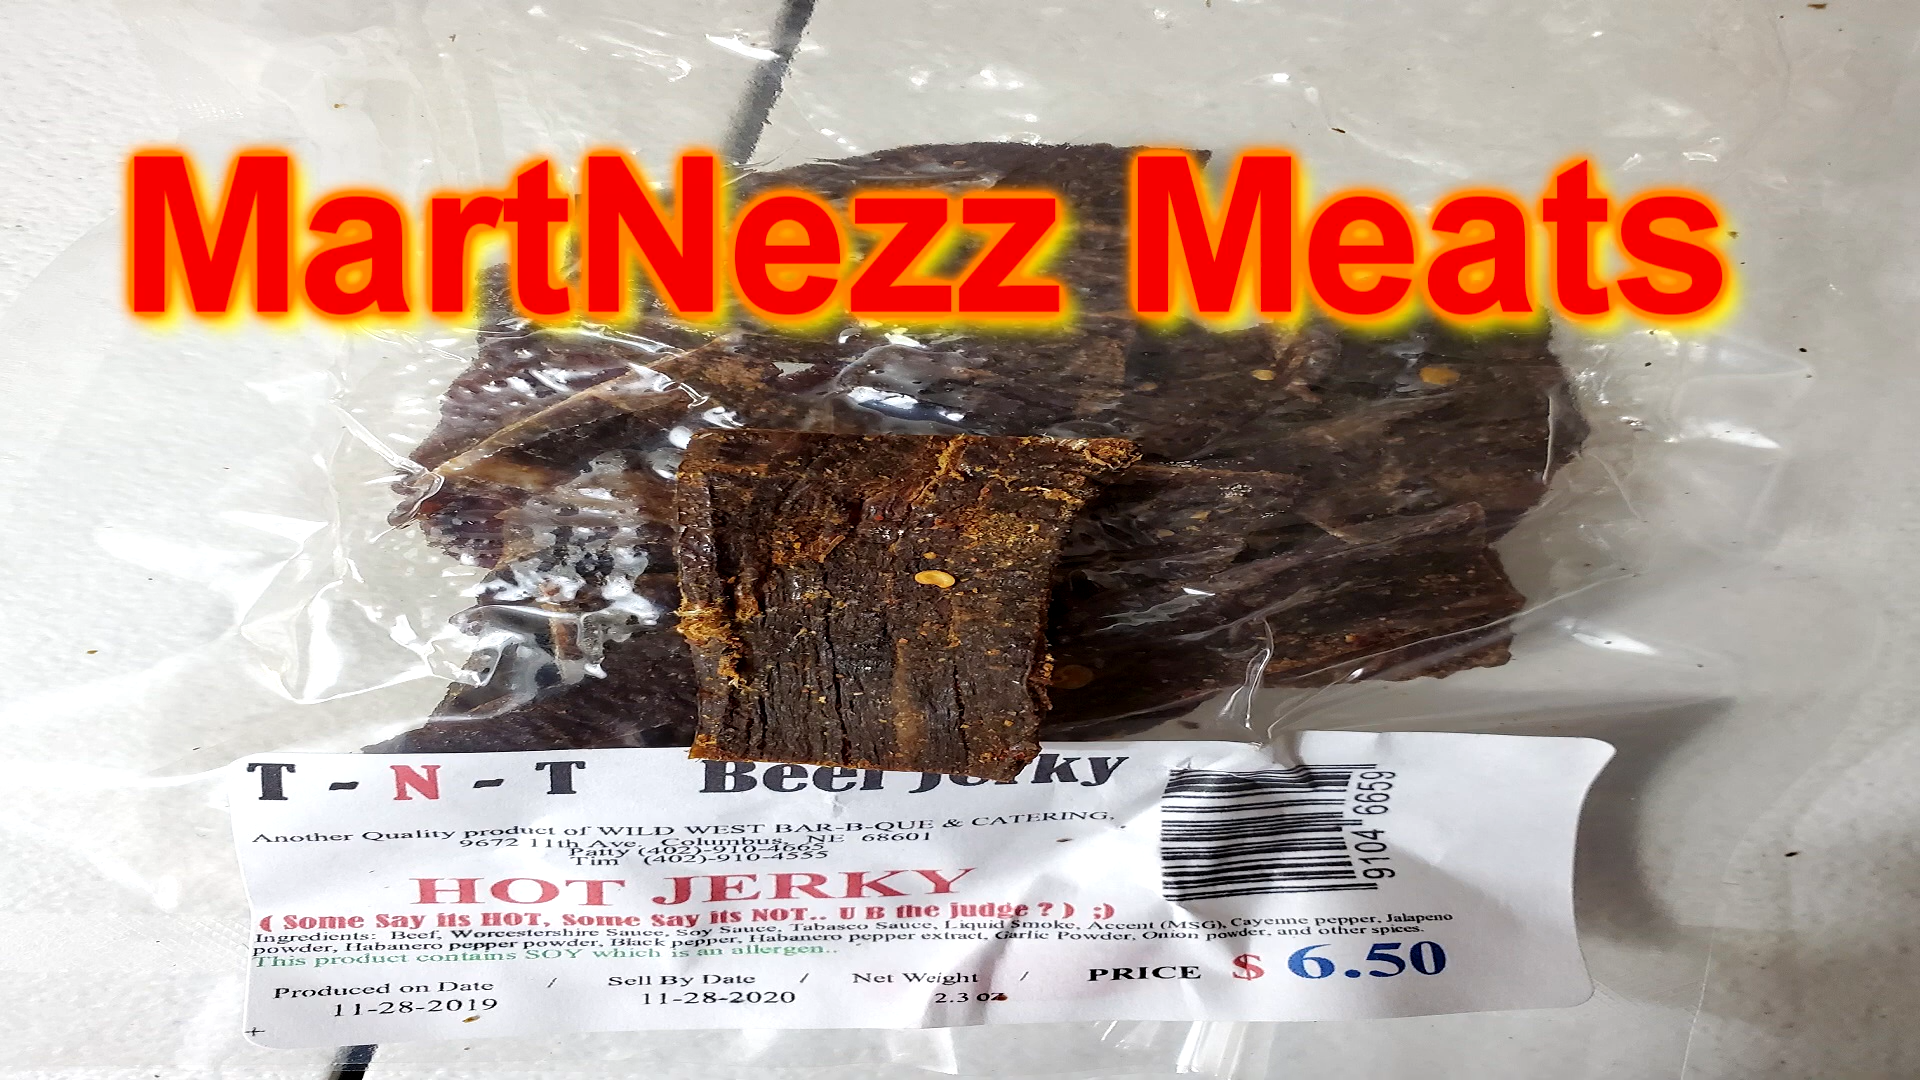 MartNezz Meats
T - N - T Beef Jerky
Another Quality product of WILD WEST BAR-B-QUE & CATERING,
9672 11th Ave. Columbus, NE 68601
Patty (402)-910-4665
Tim (402)-910-4555
HOT JERKY
( Some Say its HOT, Some Say its NOT.. U B the judge ? ) ;)
Ingredients: Beef, Worcestershire Sauce, Soy Sauce, Tabasco Sauce, Liquid Smoke, Accent (MSG), Cayenne pepper, Jalapeno
powder, Habanero pepper powder, Black pepper, Habanero pepper extract, Garlic Powder, Onion powder, and other spices.
This product contains SOY which is an allergen..
Produced on Date / Sell By Date / Net Weight / PRICE $ 6.50
11-28-2019 11-28-2020 2.3 oz
9104 6659